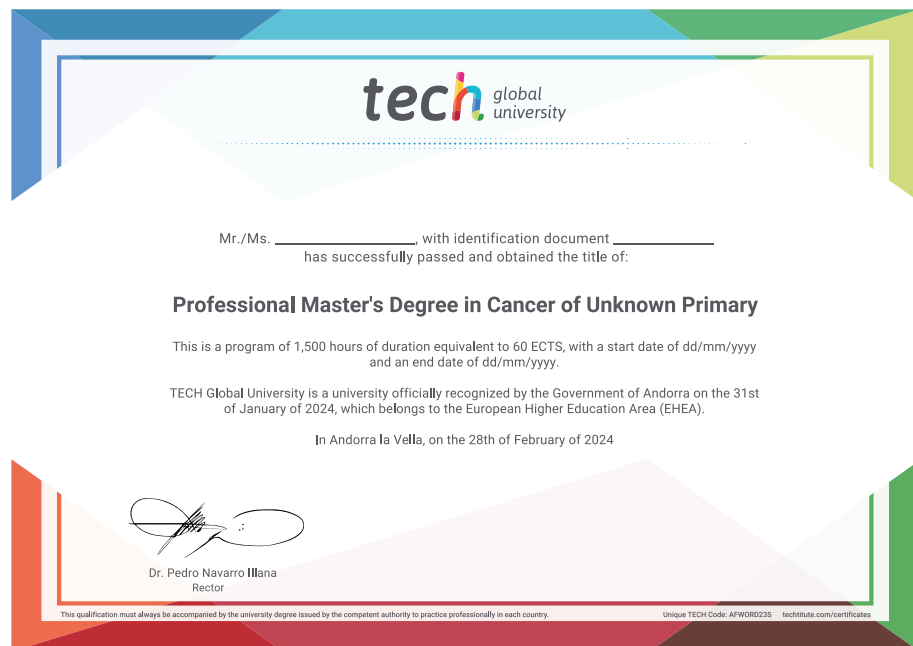 tech global
university
Mr./Ms. ____________, with identification document ____________
has successfully passed and obtained the title of:
Professional Master's Degree in Cancer of Unknown Primary
This is a program of 1,500 hours of duration equivalent to 60 ECTS, with a start date of dd/mm/yyyy
and an end date of dd/mm/yyyy.
TECH Global University is a university officially recognized by the Government of Andorra on the 31st
of January of 2024, which belongs to the European Higher Education Area (EHEA).
In Andorra la Vella, on the 28th of February of 2024
Dr. Pedro Navarro Illana
Rector
This qualification must always be accompanied by the university degree issued by the competent authority to practice professionally in each country.
Unique TECH Code: AFWORD23S techtitute.com/certificates